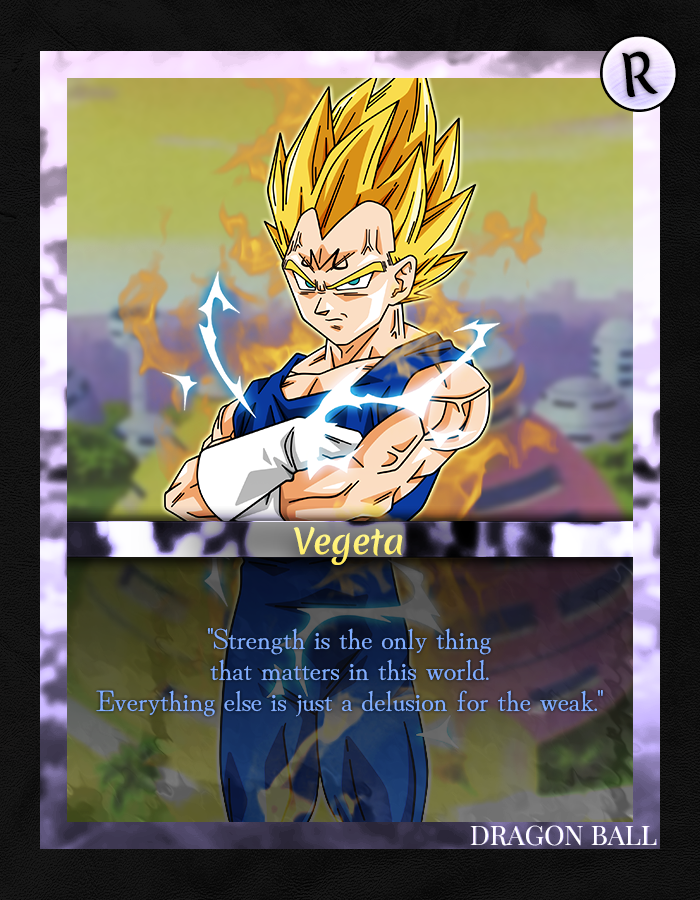 R
Vegeta
"Strength is the only thing
that matters in this world.
Everything else is just a delusion for the weak."
DRAGON BALL